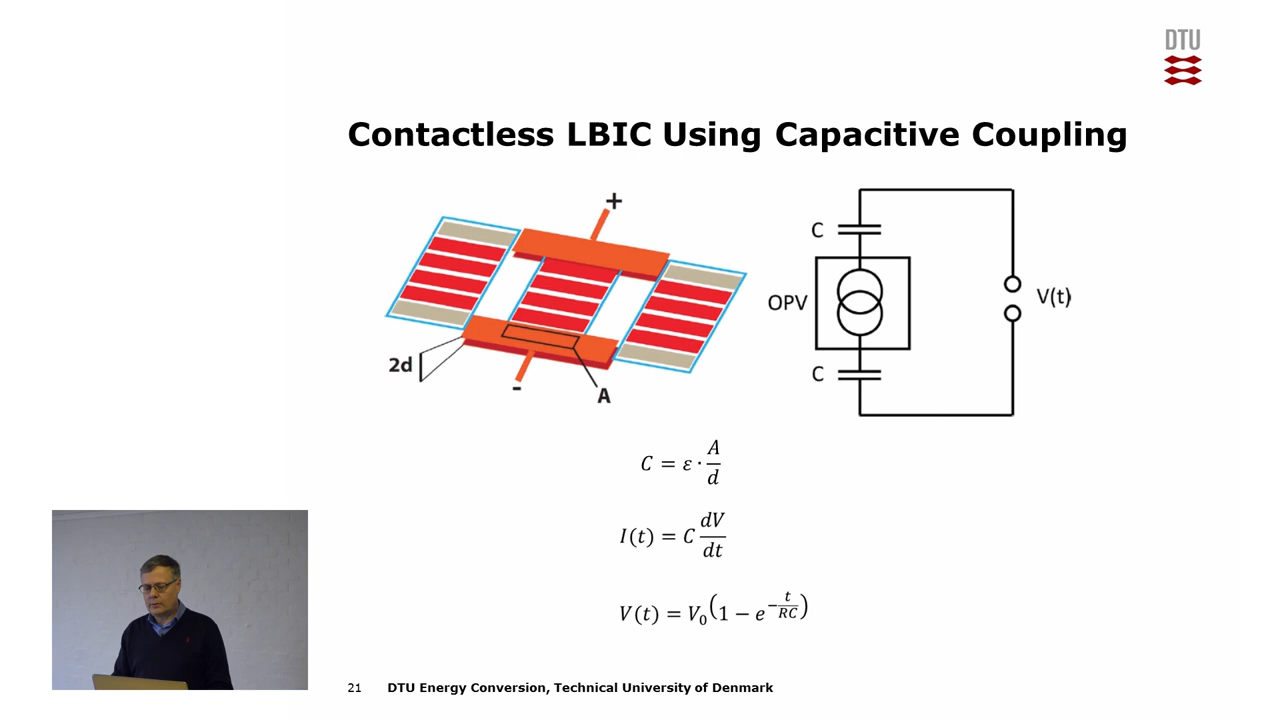 DTU
Contactless LBIC Using Capacitive Coupling
+
2d
-
A
C
OPV
C
V(t)
C = ε · A/d
I(t) = C dV/dt
V(t) = V₀(1 − e^{−t/RC})
21 DTU Energy Conversion, Technical University of Denmark